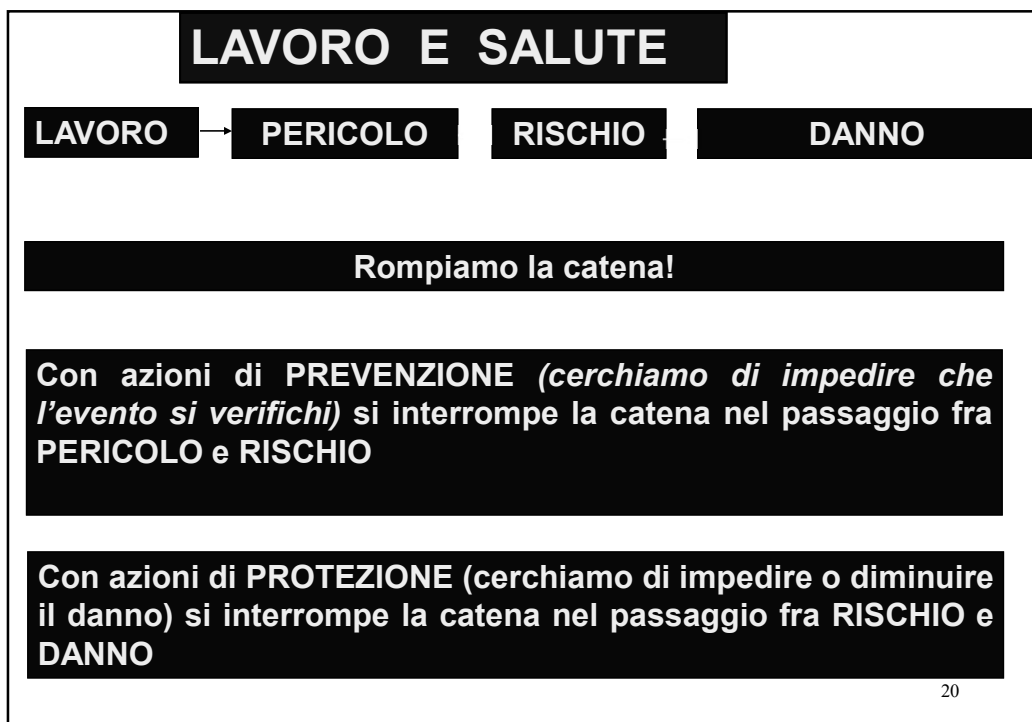 LAVORO E SALUTE
LAVORO PERICOLO RISCHIO DANNO
Rompiamo la catena!
Con azioni di PREVENZIONE (cerchiamo di impedire che
l'evento si verifichi) si interrompe la catena nel passaggio fra
PERICOLO e RISCHIO
Con azioni di PROTEZIONE (cerchiamo di impedire o diminuire
il danno) si interrompe la catena nel passaggio fra RISCHIO e
DANNO
20